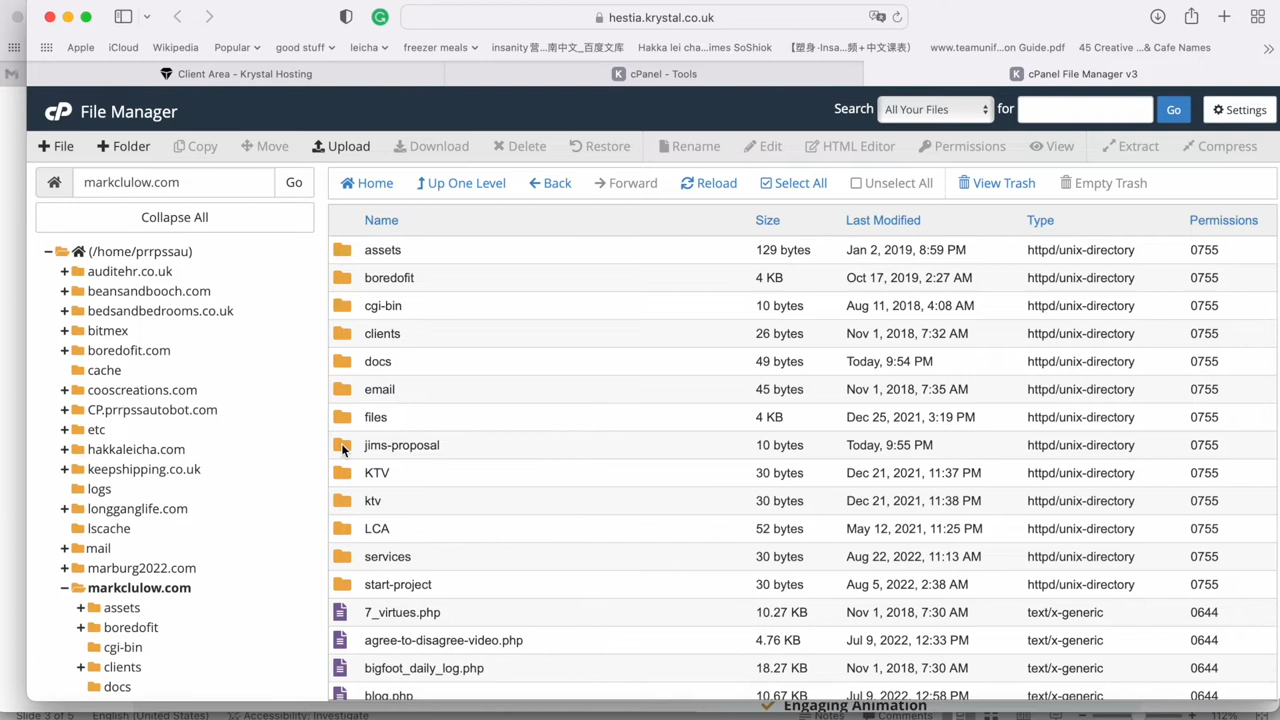 hestia.krystal.co.uk
Apple iCloud Wikipedia Popular good stuff leicha freezer meals insanity营...南中文_百度文库 Hakka lei cha...imes SoShiok 【塑身·Insa...频+中文课表） www.teamunif...on Guide.pdf 45 Creative ...& Cafe Names
Client Area - Krystal Hosting cPanel - Tools cPanel File Manager v3
cP File Manager Search All Your Files for Go Settings
+ File + Folder Copy Move Upload Download Delete Restore Rename Edit HTML Editor Permissions View Extract Compress
markclulow.com Go Home Up One Level Back Forward Reload Select All Unselect All View Trash Empty Trash
Collapse All
Name Size Last Modified Type Permissions
(/home/prrpssau)
auditehr.co.uk
beansandbooch.com
bedsandbedrooms.co.uk
bitmex
boredofit.com
cache
cooscreations.com
CP.prrpssautobot.com
etc
hakkaleicha.com
keepshipping.co.uk
logs
longganglife.com
lscache
mail
marburg2022.com
markclulow.com
assets
boredofit
cgi-bin
clients
docs
assets 129 bytes Jan 2, 2019, 8:59 PM httpd/unix-directory 0755
boredofit 4 KB Oct 17, 2019, 2:27 AM httpd/unix-directory 0755
cgi-bin 10 bytes Aug 11, 2018, 4:08 AM httpd/unix-directory 0755
clients 26 bytes Nov 1, 2018, 7:32 AM httpd/unix-directory 0755
docs 49 bytes Today, 9:54 PM httpd/unix-directory 0755
email 45 bytes Nov 1, 2018, 7:35 AM httpd/unix-directory 0755
files 4 KB Dec 25, 2021, 3:19 PM httpd/unix-directory 0755
jims-proposal 10 bytes Today, 9:55 PM httpd/unix-directory 0755
KTV 30 bytes Dec 21, 2021, 11:37 PM httpd/unix-directory 0755
ktv 30 bytes Dec 21, 2021, 11:38 PM httpd/unix-directory 0755
LCA 52 bytes May 12, 2021, 11:25 PM httpd/unix-directory 0755
services 30 bytes Aug 22, 2022, 11:13 AM httpd/unix-directory 0755
start-project 30 bytes Aug 5, 2022, 2:38 AM httpd/unix-directory 0755
7_virtues.php 10.27 KB Nov 1, 2018, 7:30 AM text/x-generic 0644
agree-to-disagree-video.php 4.76 KB Jul 9, 2022, 12:33 PM text/x-generic 0644
bigfoot_daily_log.php 18.27 KB Nov 1, 2018, 7:30 AM text/x-generic 0644
blog.php 10.67 KB Jul 9, 2022, 12:58 PM text/x-generic 0644
Engaging Animation
Slide 3 of 5 English (United States) Accessibility: Investigate Notes Comments 112%